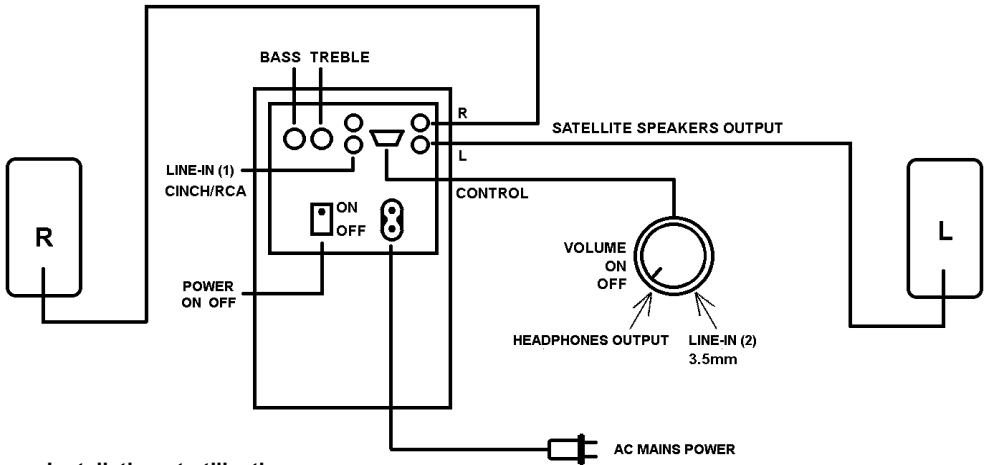 BASS TREBLE
R
SATELLITE SPEAKERS OUTPUT
L
LINE-IN (1)
CINCH/RCA
CONTROL
ON
OFF
R
L
VOLUME
ON
OFF
POWER
ON OFF
HEADPHONES OUTPUT
LINE-IN (2)
3.5mm
AC MAINS POWER